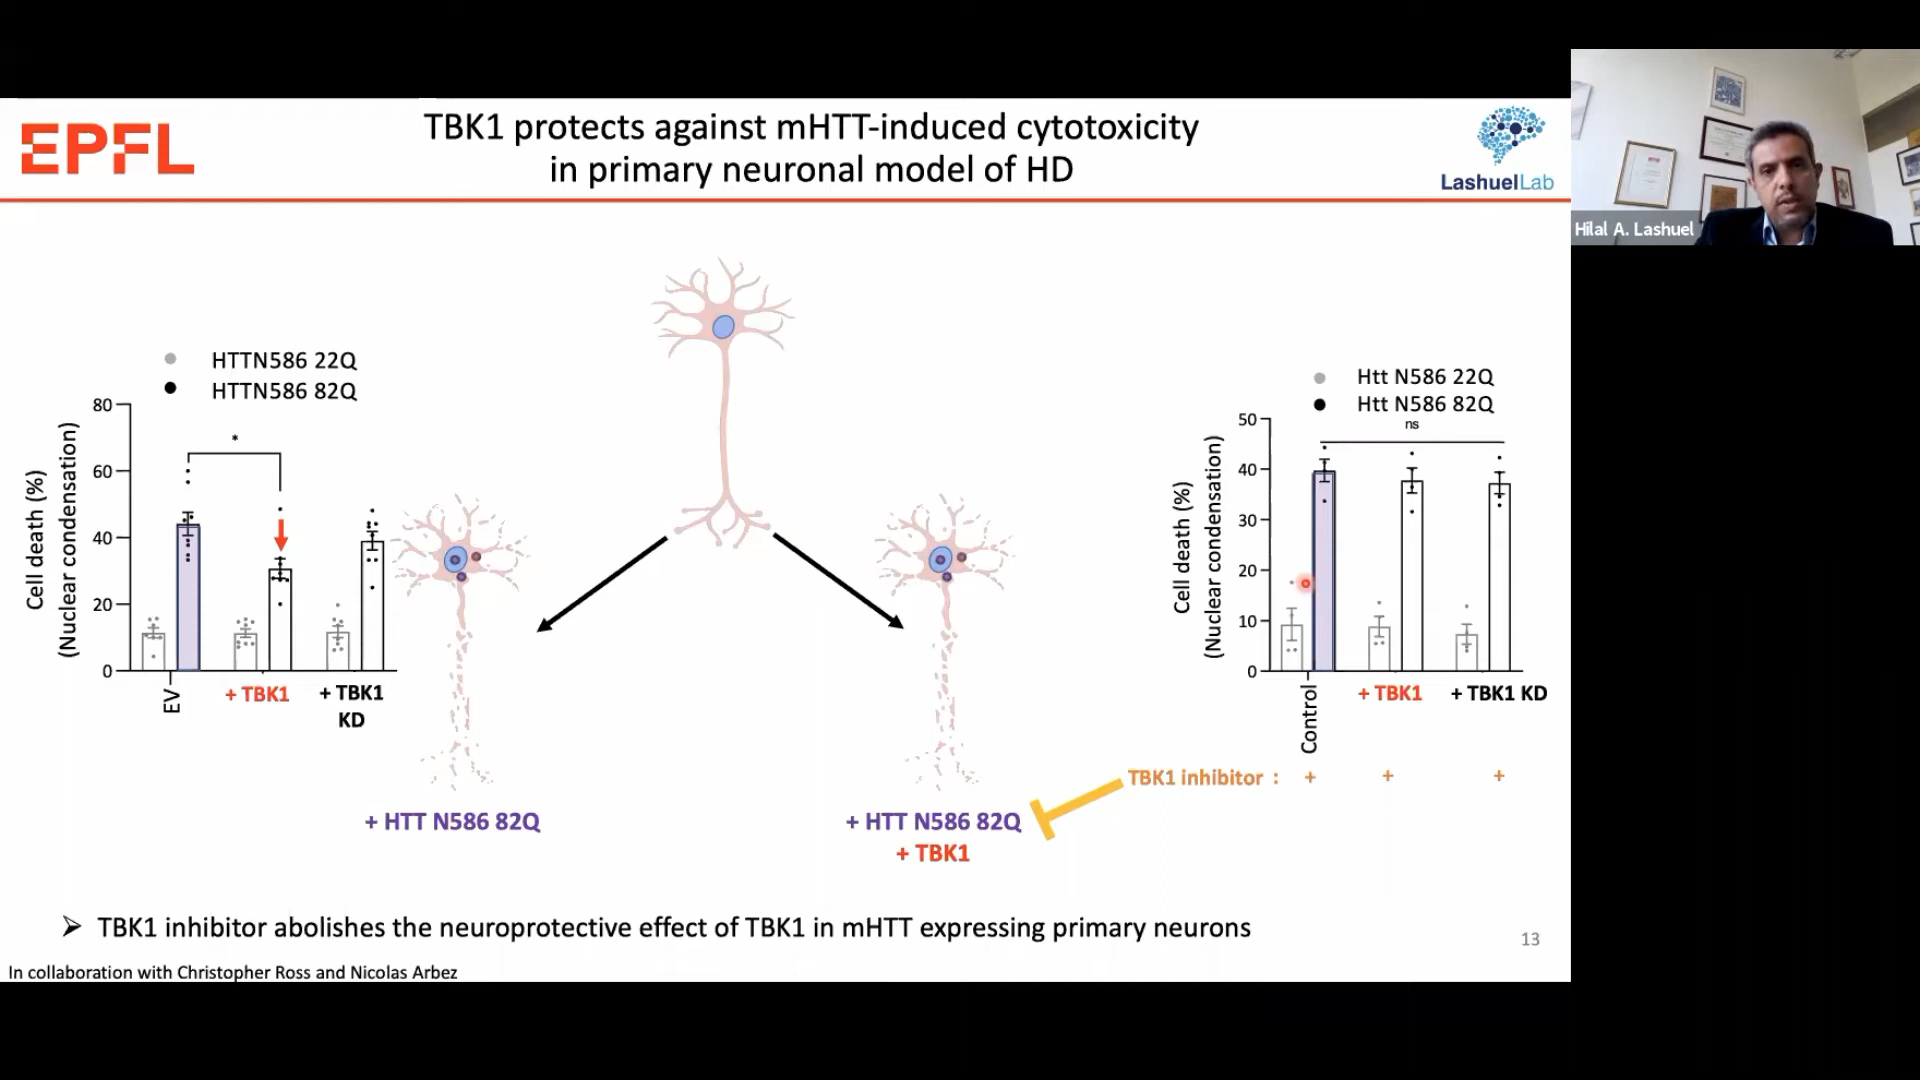 EPFL
TBK1 protects against mHTT-induced cytotoxicity
in primary neuronal model of HD
LashuelLab
Hilal A. Lashuel
HTTN586 22Q
HTTN586 82Q
80
60
40
20
0
Cell death (%)
(Nuclear condensation)
*
EV
+ TBK1
+ TBK1
KD
+ HTT N586 82Q
+ HTT N586 82Q
+ TBK1
Htt N586 22Q
Htt N586 82Q
ns
50
40
30
20
10
0
Cell death (%)
(Nuclear condensation)
Control
+ TBK1
+ TBK1 KD
TBK1 inhibitor : + + +
➢ TBK1 inhibitor abolishes the neuroprotective effect of TBK1 in mHTT expressing primary neurons
13
In collaboration with Christopher Ross and Nicolas Arbez